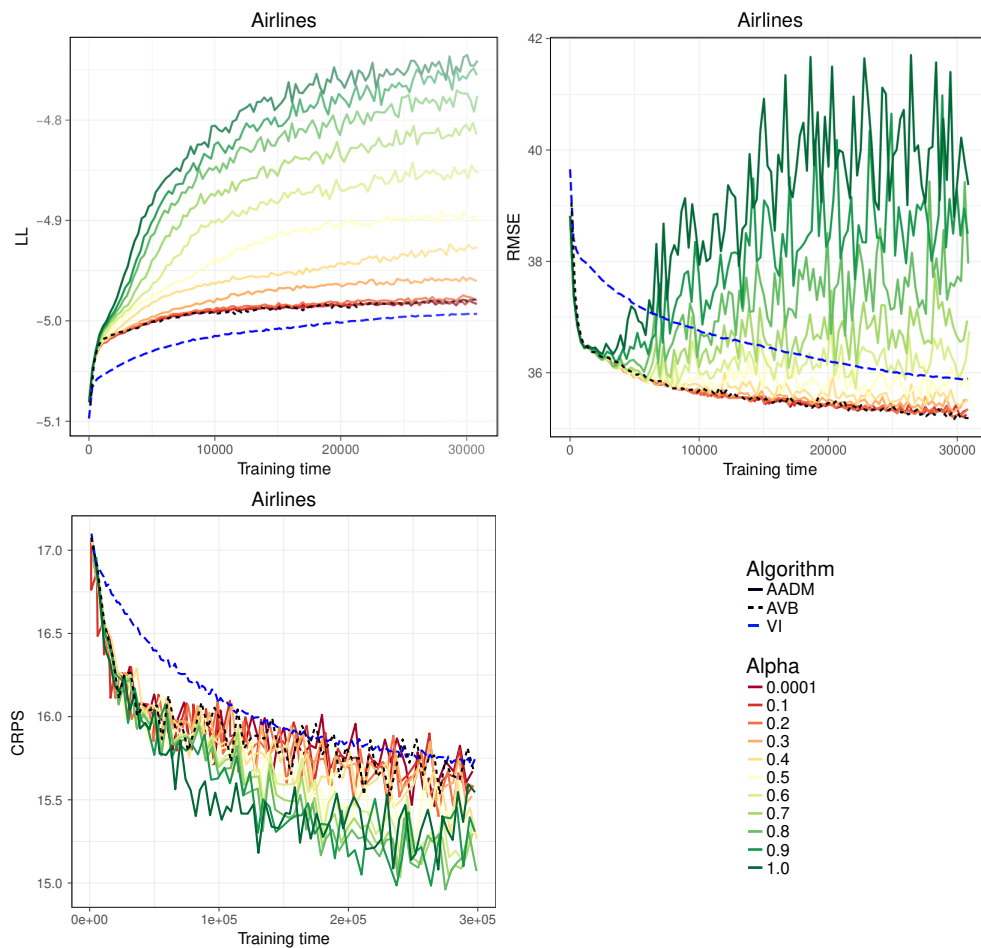 Airlines
LL
−4.8
−4.9
−5.0
−5.1
0
10000
20000
30000
Training time
Airlines
RMSE
42
40
38
36
0
10000
20000
30000
Training time
Airlines
CRPS
17.0
16.5
16.0
15.5
15.0
0e+00
1e+05
2e+05
3e+05
Training time
Algorithm
AADM
AVB
VI
Alpha
0.0001
0.1
0.2
0.3
0.4
0.5
0.6
0.7
0.8
0.9
1.0